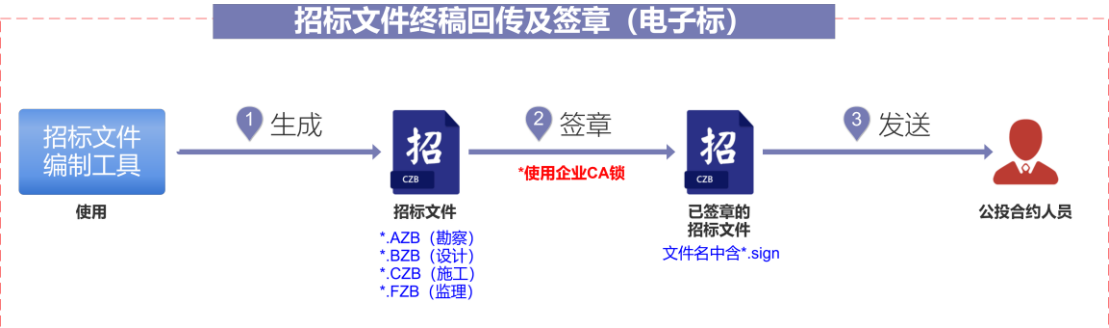 招标文件终稿回传及签章（电子标）
招标文件
编制工具
使用
1 生成
招
CZB
招标文件
*.AZB（勘察）
*.BZB（设计）
*.CZB（施工）
*.FZB（监理）
2 签章
*使用企业CA锁
招
CZB
已签章的
招标文件
文件名中含*.sign
3 发送
公投合约人员